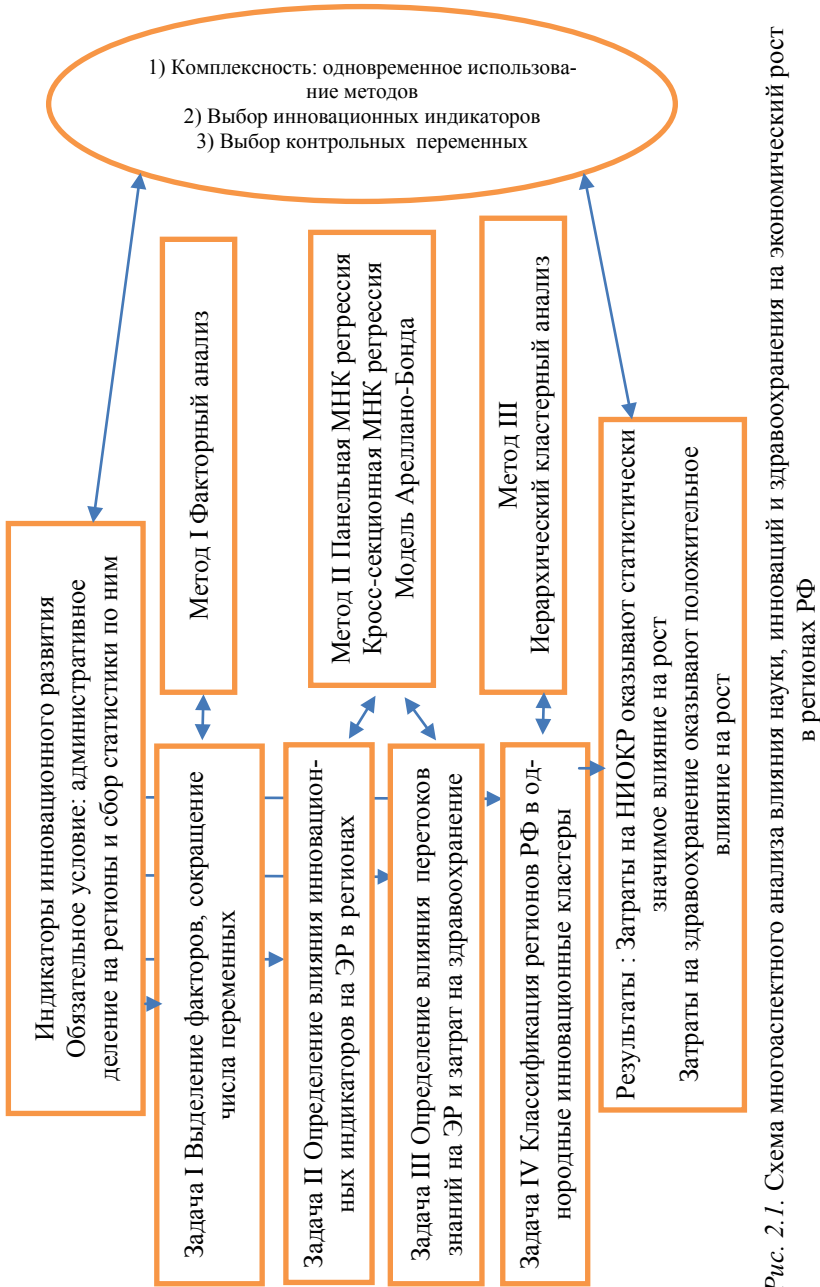 Индикаторы инновационного развития
Обязательное условие: административное
деление на регионы и сбор статистики по ним
Задача I Выделение факторов, сокращение
числа переменных
Метод I Факторный анализ
Задача II Определение влияния инновацион-
ных индикаторов на ЭР в регионах
Метод II Панельная МНК регрессия
Кросс-секционная МНК регрессия
Модель Ареллано-Бонда
Задача III Определение влияния перетоков
знаний на ЭР и затрат на здравоохранение
Задача IV Классификация регионов РФ в од-
нородные инновационные кластеры
Метод III
Иерархический кластерный анализ
Результаты : Затраты на НИОКР оказывают статистически
значимое влияние на рост
Затраты на здравоохранение оказывают положительное
влияние на рост
1) Комплексность: одновременное использова-
ние методов
2) Выбор инновационных индикаторов
3) Выбор контрольных переменных
Рис. 2.1. Схема многоаспектного анализа влияния науки, инноваций и здравоохранения на экономический рост
в регионах РФ